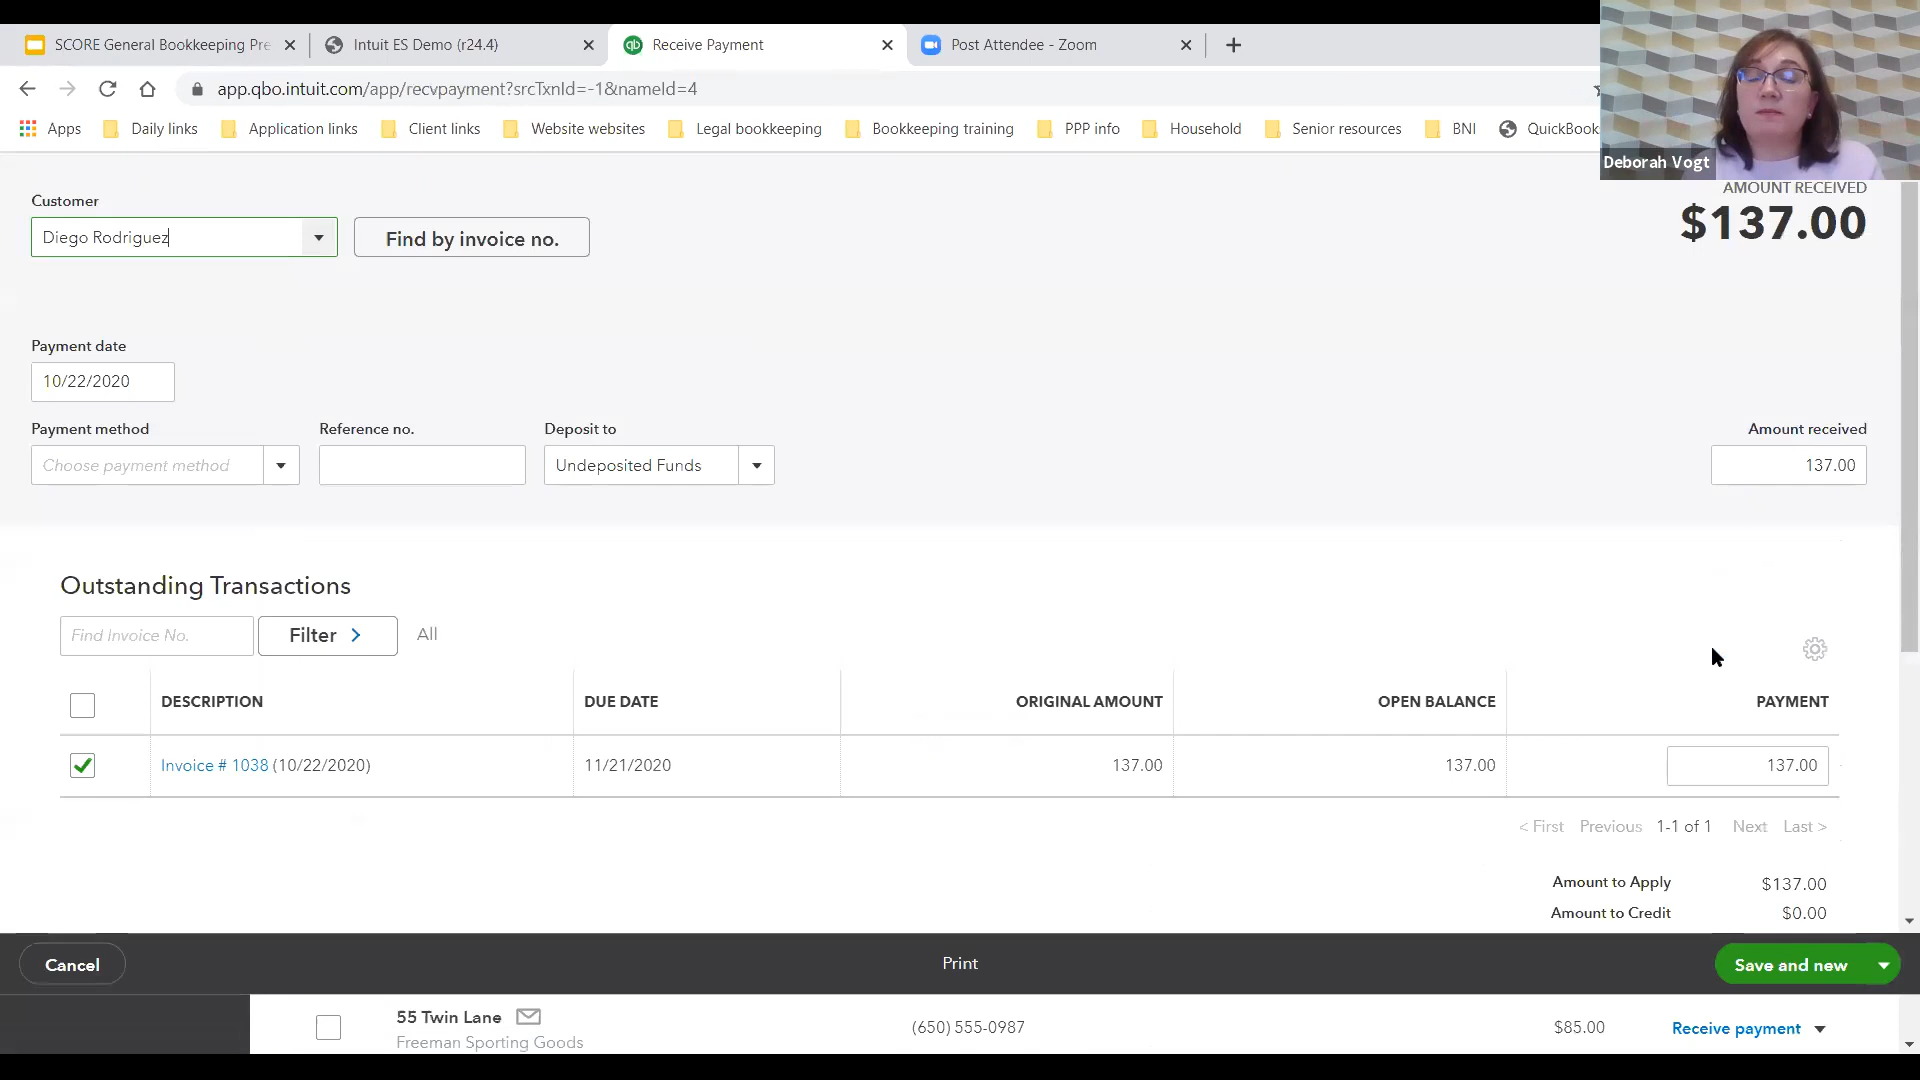 SCORE General Bookkeeping Pre
Intuit ES Demo (r24.4)
qb Receive Payment
Post Attendee - Zoom
app.qbo.intuit.com/app/recvpayment?srcTxnId=-1&nameId=4
Apps Daily links Application links Client links Website websites Legal bookkeeping Bookkeeping training PPP info Household Senior resources BNI QuickBook
Deborah Vogt
Customer
AMOUNT RECEIVED
$137.00
Diego Rodriguez
Find by invoice no.
Payment date
10/22/2020
Payment method Reference no. Deposit to Amount received
Choose payment method Undeposited Funds 137.00
Outstanding Transactions
Find Invoice No. Filter All
DESCRIPTION DUE DATE ORIGINAL AMOUNT OPEN BALANCE PAYMENT
Invoice # 1038 (10/22/2020) 11/21/2020 137.00 137.00 137.00
< First Previous 1-1 of 1 Next Last >
Amount to Apply $137.00
Amount to Credit $0.00
Cancel Print Save and new
55 Twin Lane (650) 555-0987 $85.00 Receive payment
Freeman Sporting Goods